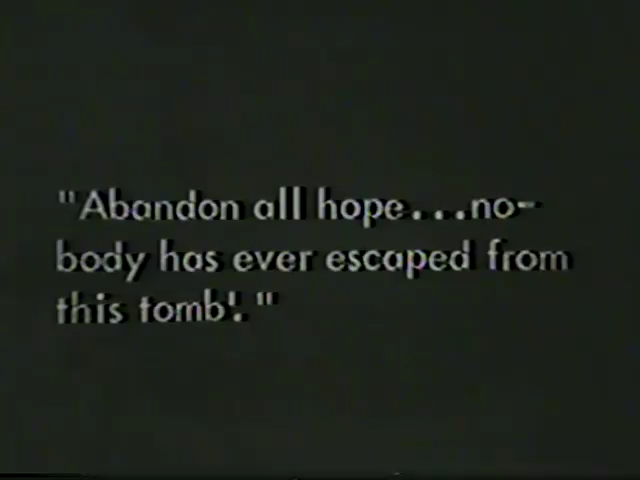 "Abandon all hope...no-
body has ever escaped from
this tomb!."